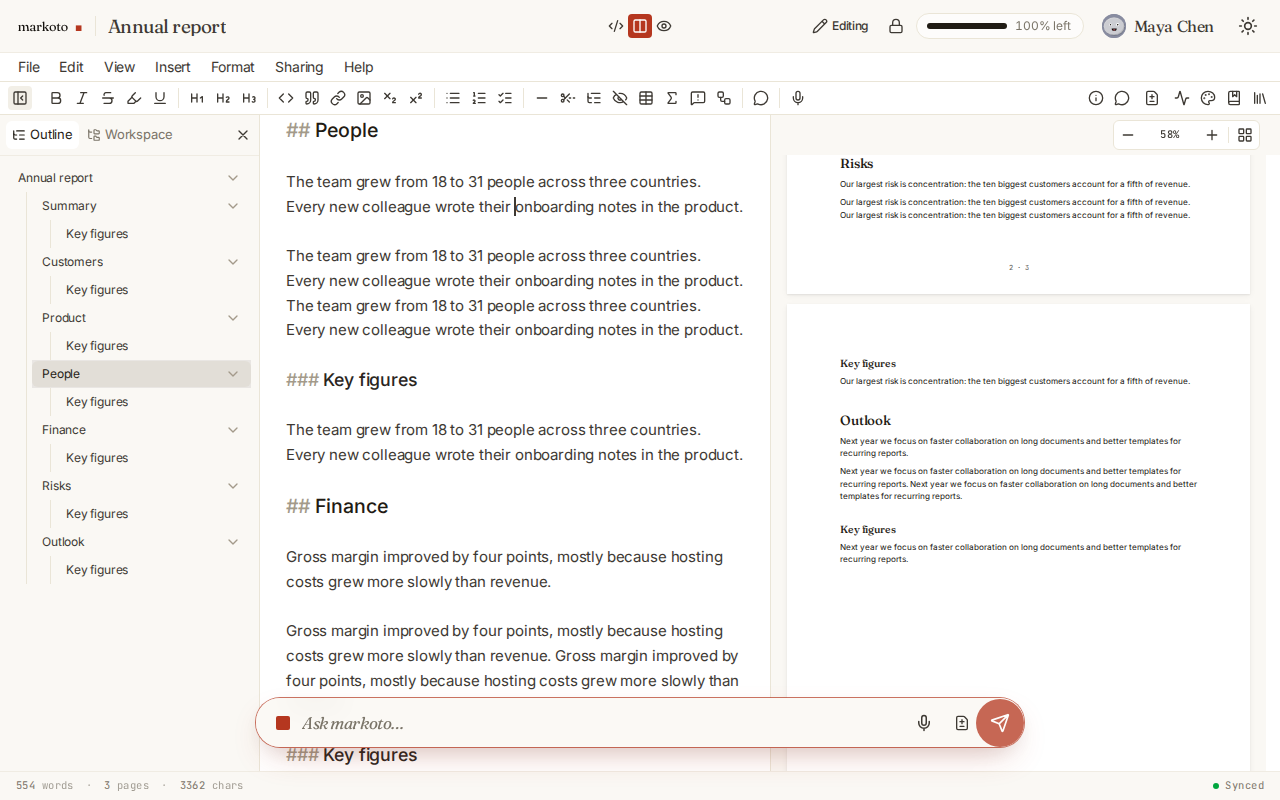 markoto
Annual report
Editing
100% left
Maya Chen
File Edit View Insert Format Sharing Help
H1 H2 H3
Outline
Workspace
58%
Annual report
Summary
Key figures
Customers
Key figures
Product
Key figures
People
Key figures
Finance
Key figures
Risks
Key figures
Outlook
Key figures
## People
The team grew from 18 to 31 people across three countries.
Every new colleague wrote their onboarding notes in the product.
The team grew from 18 to 31 people across three countries.
Every new colleague wrote their onboarding notes in the product.
The team grew from 18 to 31 people across three countries.
Every new colleague wrote their onboarding notes in the product.
### Key figures
The team grew from 18 to 31 people across three countries.
Every new colleague wrote their onboarding notes in the product.
## Finance
Gross margin improved by four points, mostly because hosting
costs grew more slowly than revenue.
Gross margin improved by four points, mostly because hosting
costs grew more slowly than revenue. Gross margin improved by
four points, mostly because hosting costs grew more slowly than
### Key figures
Risks
Our largest risk is concentration: the ten biggest customers account for a fifth of revenue.
Our largest risk is concentration: the ten biggest customers account for a fifth of revenue.
Our largest risk is concentration: the ten biggest customers account for a fifth of revenue.
2 - 3
Key figures
Our largest risk is concentration: the ten biggest customers account for a fifth of revenue.
Outlook
Next year we focus on faster collaboration on long documents and better templates for
recurring reports.
Next year we focus on faster collaboration on long documents and better templates for
recurring reports. Next year we focus on faster collaboration on long documents and better
templates for recurring reports.
Key figures
Next year we focus on faster collaboration on long documents and better templates for
recurring reports.
Ask markoto...
554 words · 3 pages · 3362 chars
Synced